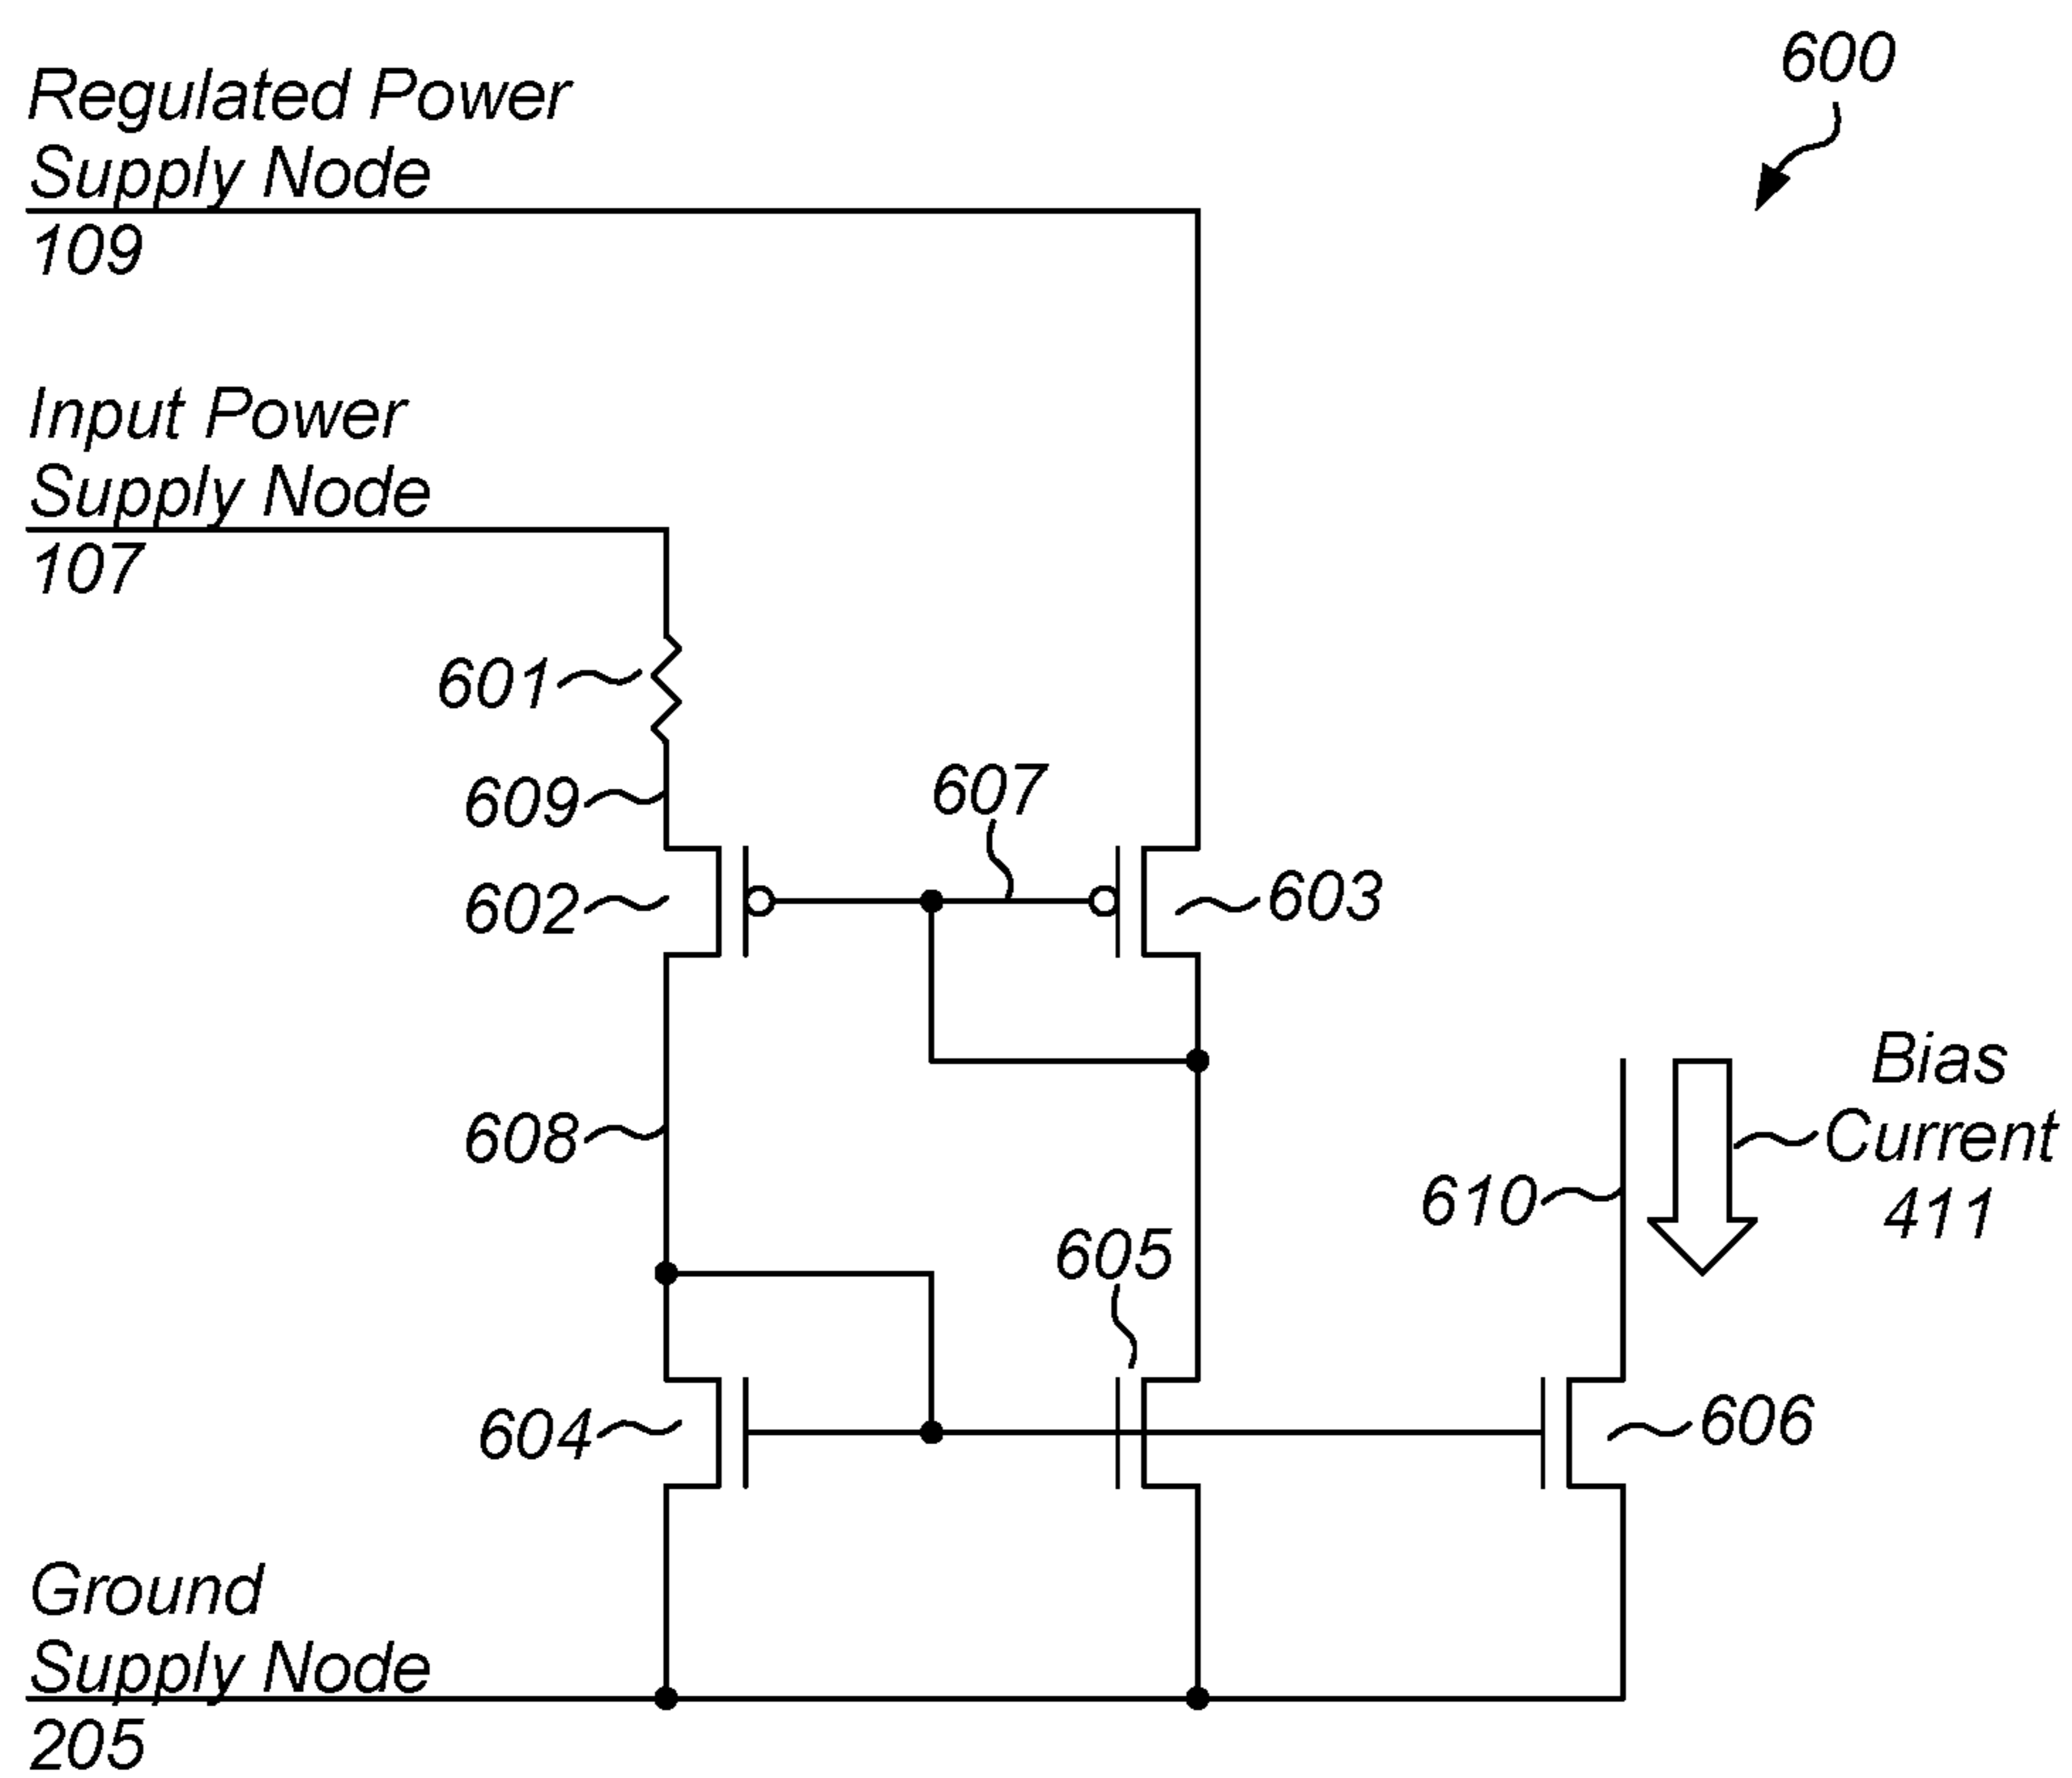 600
Regulated Power
Supply Node
109
Input Power
Supply Node
107
601
609
607
602
603
608
Bias
Current
411
610
605
604
606
Ground
Supply Node
205